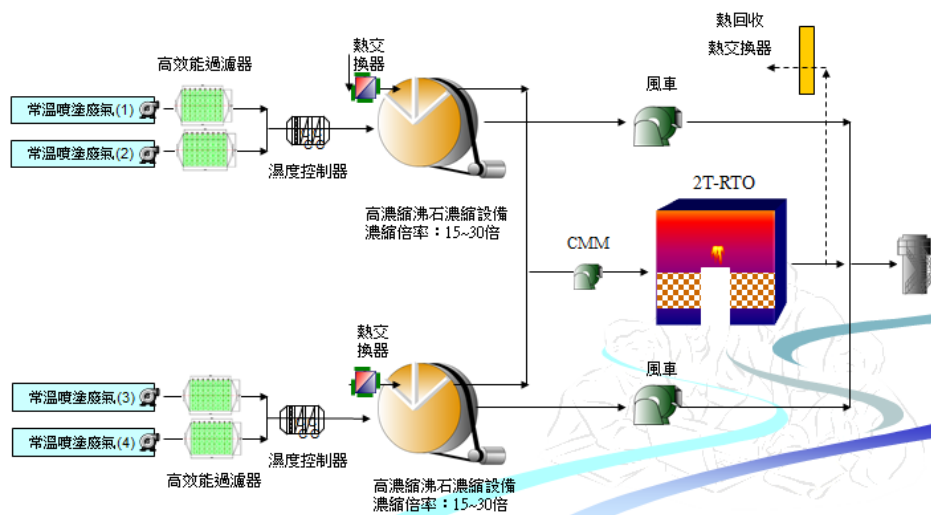 熱回收
熱交換器
熱交
換器
高效能過濾器
常温噴塗廢氣(1)
常温噴塗廢氣(2)
濕度控制器
風車
2T-RTO
高濃縮沸石濃縮設備
濃縮倍率：15~30倍
CMM
熱交
換器
風車
常温噴塗廢氣(3)
常温噴塗廢氣(4)
濕度控制器
高效能過濾器
高濃縮沸石濃縮設備
濃縮倍率：15~30倍